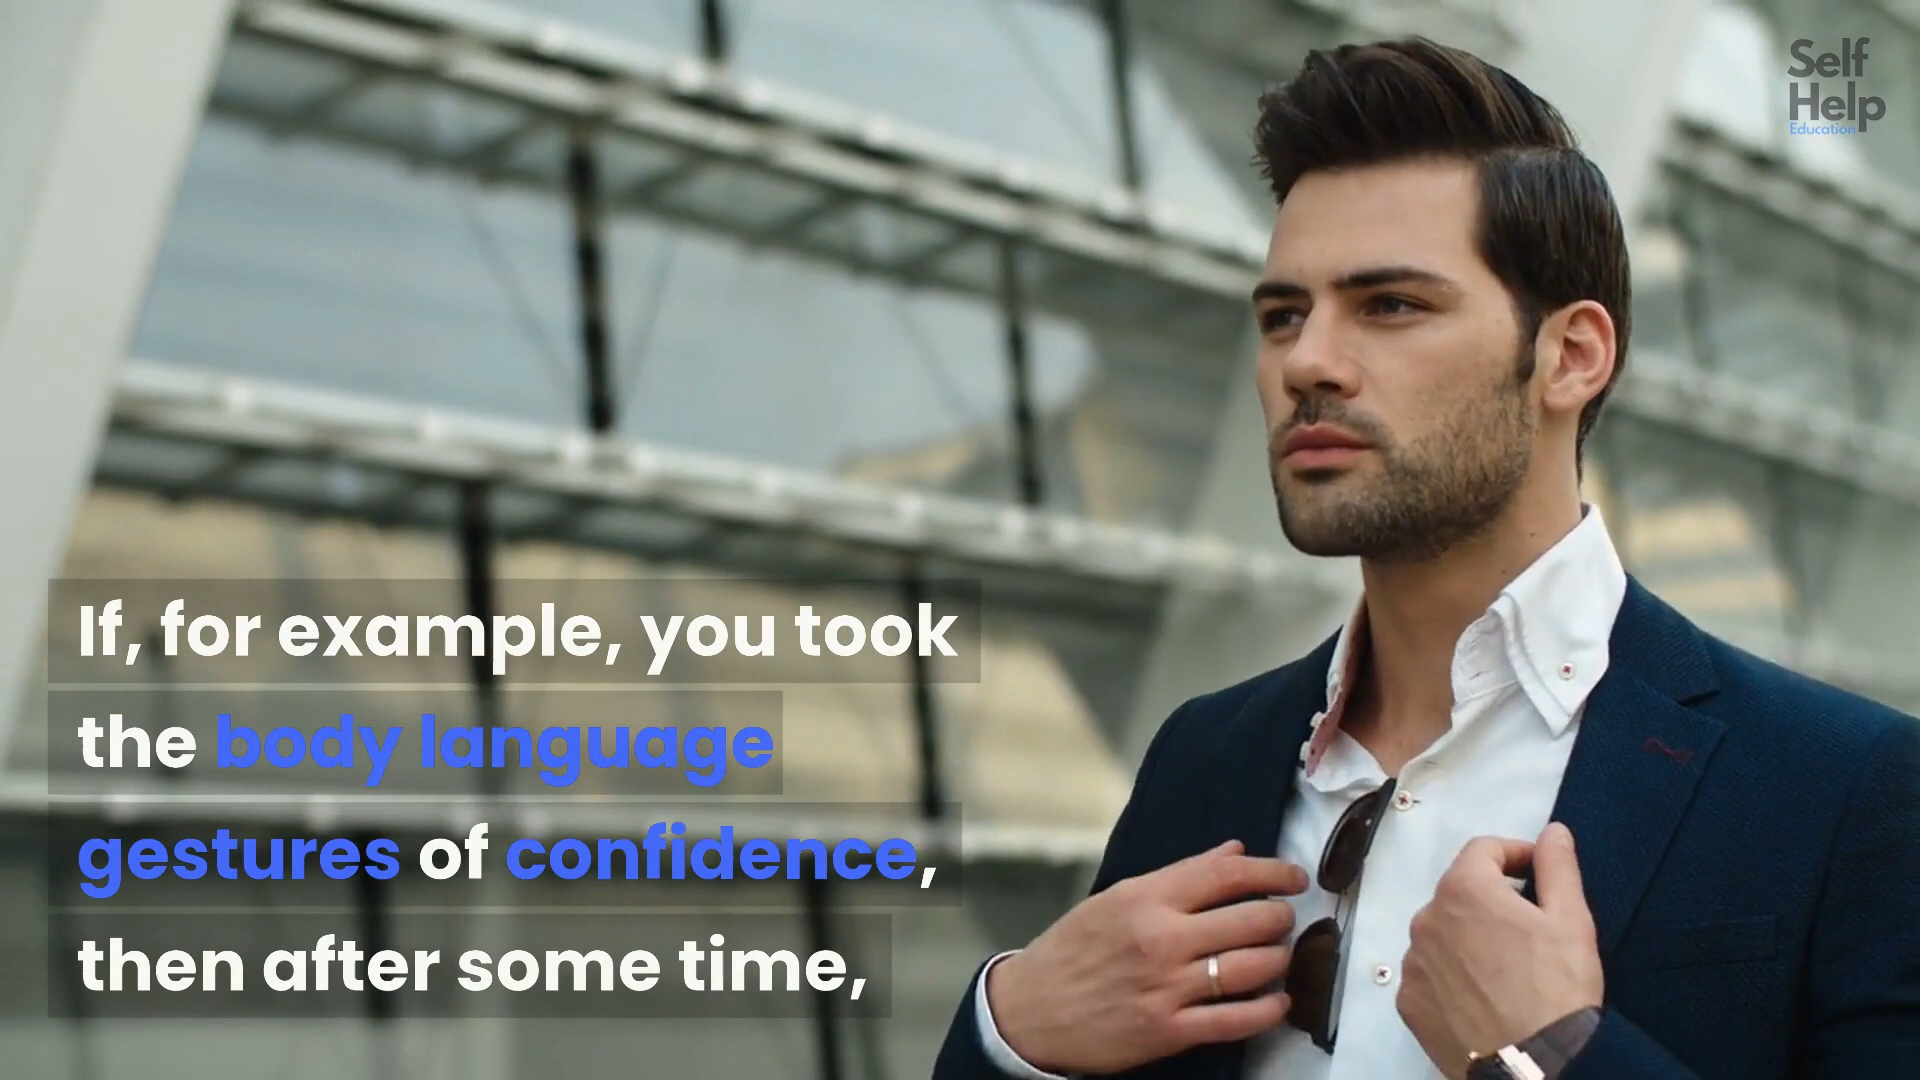 Self
Help
Education
If, for example, you took
the body language
gestures of confidence,
then after some time,